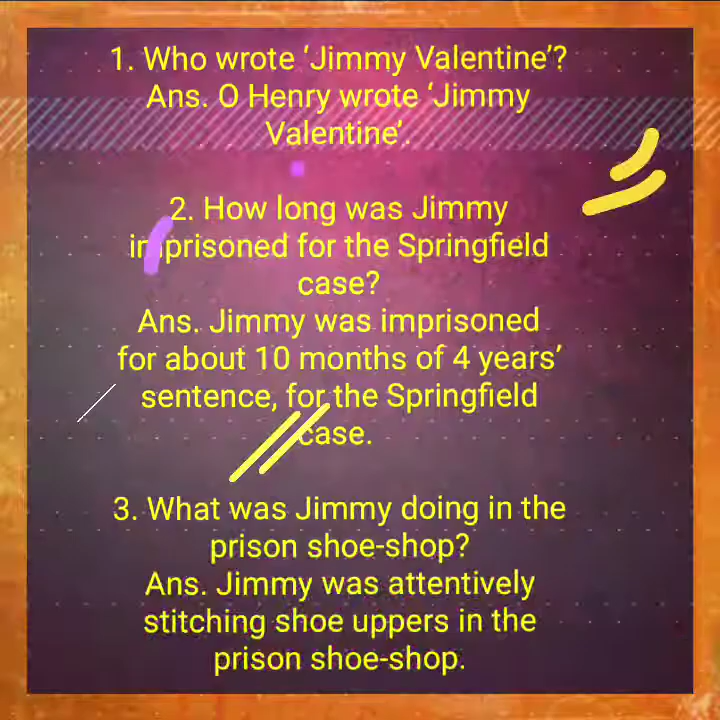 1. Who wrote ‘Jimmy Valentine’?
Ans. O Henry wrote ‘Jimmy
Valentine’.
2. How long was Jimmy
imprisoned for the Springfield
case?
Ans. Jimmy was imprisoned
for about 10 months of 4 years’
sentence, for the Springfield
case.
3. What was Jimmy doing in the
prison shoe-shop?
Ans. Jimmy was attentively
stitching shoe uppers in the
prison shoe-shop.